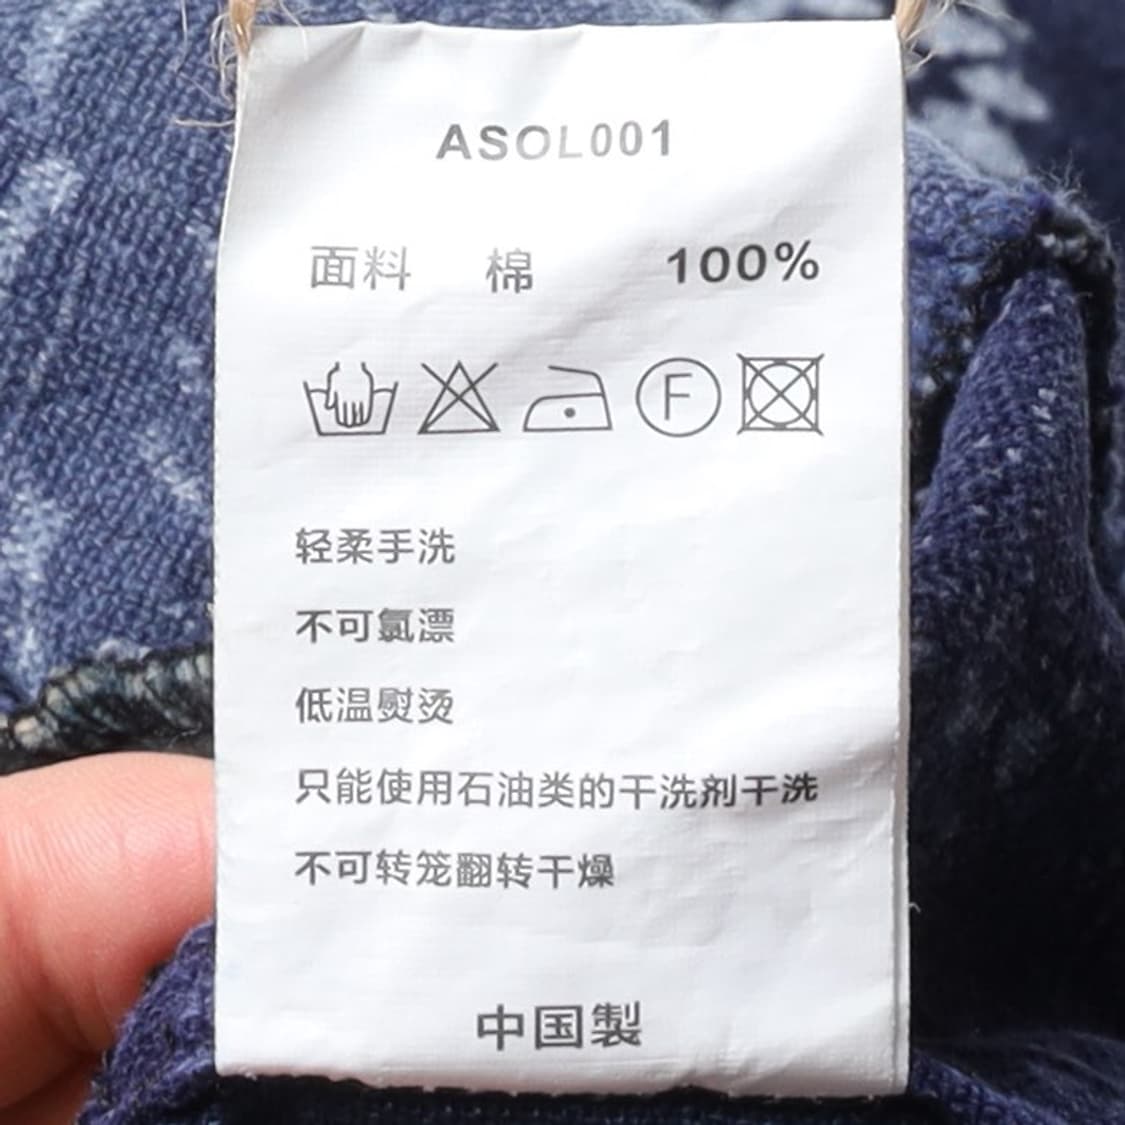 ASOL001
面料 棉 100%
F
轻柔手洗
不可氯漂
低温熨烫
只能使用石油类的干洗剂干洗
不可转笼翻转干燥
中国製